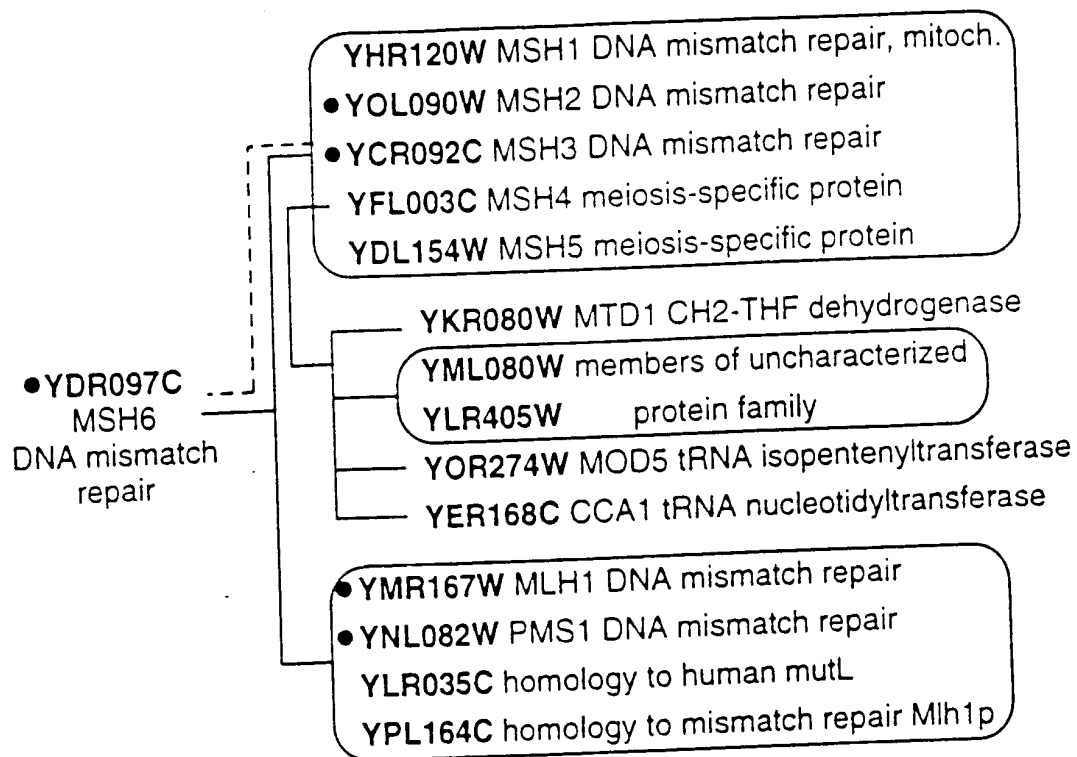 YHR120W MSH1 DNA mismatch repair, mitoch.
●YOL090W MSH2 DNA mismatch repair
●YCR092C MSH3 DNA mismatch repair
YFL003C MSH4 meiosis-specific protein
YDL154W MSH5 meiosis-specific protein
YKR080W MTD1 CH2-THF dehydrogenase
YML080W members of uncharacterized
YLR405W protein family
YOR274W MOD5 tRNA isopentenyltransferase
YER168C CCA1 tRNA nucleotidyltransferase
●YDR097C
MSH6
DNA mismatch
repair
●YMR167W MLH1 DNA mismatch repair
●YNL082W PMS1 DNA mismatch repair
YLR035C homology to human mutL
YPL164C homology to mismatch repair Mlh1p